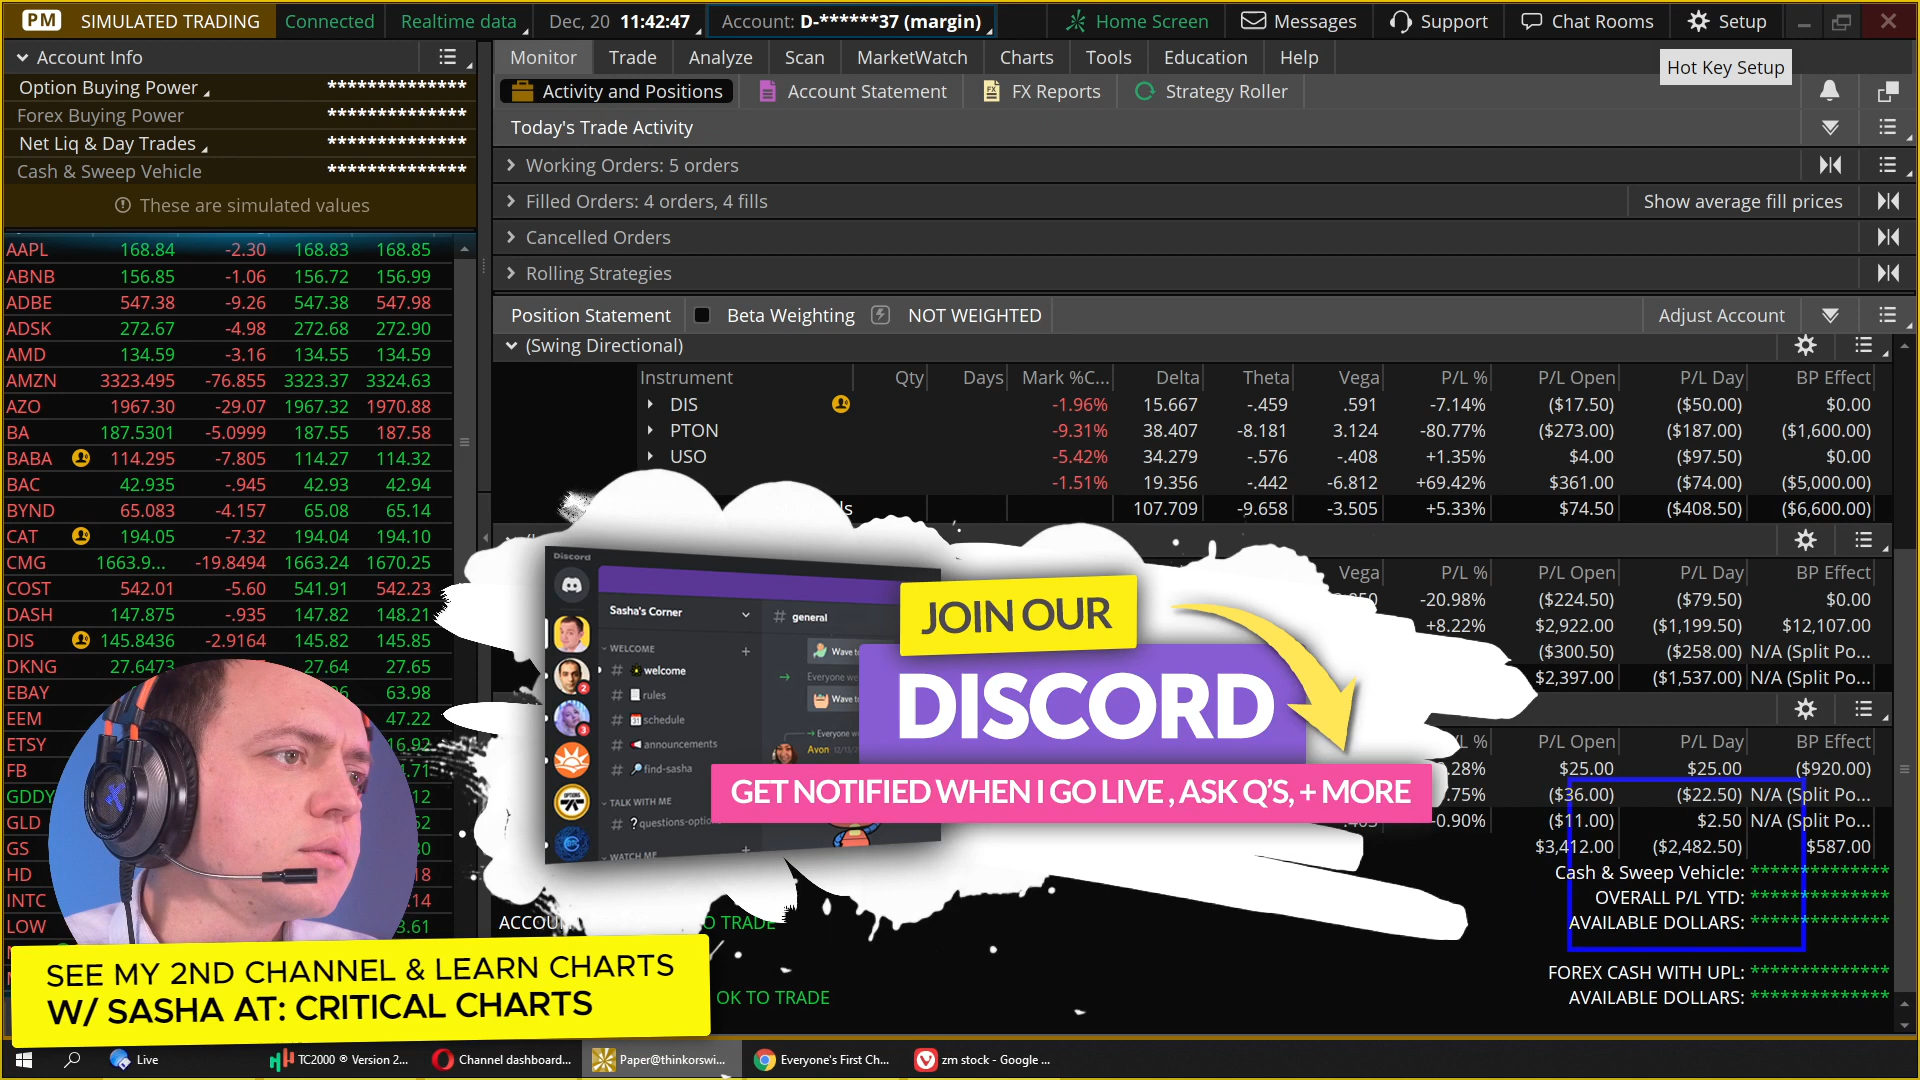 PM SIMULATED TRADING Connected Realtime data Dec, 20 11:42:47 Account: D-******37 (margin) Home Screen Messages Support Chat Rooms Setup
Account Info
Monitor Trade Analyze Scan MarketWatch Charts Tools Education Help
Hot Key Setup
Option Buying Power **************
Forex Buying Power **************
Net Liq & Day Trades **************
Cash & Sweep Vehicle **************
These are simulated values
Activity and Positions Account Statement FX Reports Strategy Roller
Today's Trade Activity
Working Orders: 5 orders
Filled Orders: 4 orders, 4 fills Show average fill prices
Cancelled Orders
Rolling Strategies
Position Statement Beta Weighting NOT WEIGHTED Adjust Account
(Swing Directional)
AAPL 168.84 -2.30 168.83 168.85
ABNB 156.85 -1.06 156.72 156.99
ADBE 547.38 -9.26 547.38 547.98
ADSK 272.67 -4.98 272.68 272.90
AMD 134.59 -3.16 134.55 134.59
AMZN 3323.495 -76.855 3323.37 3324.63
AZO 1967.30 -29.07 1967.32 1970.88
BA 187.5301 -5.0999 187.55 187.58
BABA 114.295 -7.805 114.27 114.32
BAC 42.935 -.945 42.93 42.94
BYND 65.083 -4.157 65.08 65.14
CAT 194.05 -7.32 194.04 194.10
CMG 1663.9... -19.8494 1663.24 1670.25
COST 542.01 -5.60 541.91 542.23
DASH 147.875 -.935 147.82 148.21
DIS 145.8436 -2.9164 145.82 145.85
DKNG 27.6473 27.64 27.65
EBAY 63.98
EEM 47.22
ETSY
FB
GDDY
GLD
GS
HD
INTC
LOW
Instrument Qty Days Mark %C... Delta Theta Vega P/L % P/L Open P/L Day BP Effect
DIS -1.96% 15.667 -.459 .591 -7.14% ($17.50) ($50.00) $0.00
PTON -9.31% 38.407 -8.181 3.124 -80.77% ($273.00) ($187.00) ($1,600.00)
USO -5.42% 34.279 -.576 -.408 +1.35% $4.00 ($97.50) $0.00
-1.51% 19.356 -.442 -6.812 +69.42% $361.00 ($74.00) ($5,000.00)
107.709 -9.658 -3.505 +5.33% $74.50 ($408.50) ($6,600.00)
Vega P/L % P/L Open P/L Day BP Effect
-20.98% ($224.50) ($79.50) $0.00
+8.22% $2,922.00 ($1,199.50) $12,107.00
($300.50) ($258.00) N/A (Split Po...
$2,397.00 ($1,537.00) N/A (Split Po...
P/L Open P/L Day BP Effect
$25.00 $25.00 ($920.00)
($36.00) ($22.50) N/A (Split Po...
-0.90% ($11.00) $2.50 N/A (Split Po...
$3,412.00 ($2,482.50) $587.00
Cash & Sweep Vehicle: **************
OVERALL P/L YTD: **************
AVAILABLE DOLLARS: **************
FOREX CASH WITH UPL: **************
AVAILABLE DOLLARS: **************
OK TO TRADE
Discord
Sasha's Corner
general
WELCOME
welcome
rules
schedule
announcements
find-sasha
TALK WITH ME
WATCH ME
Avon
JOIN OUR
DISCORD
GET NOTIFIED WHEN I GO LIVE, ASK Q'S, + MORE
SEE MY 2ND CHANNEL & LEARN CHARTS
W/ SASHA AT: CRITICAL CHARTS
Live TC2000 ® Version 2... Channel dashboard... Paper@thinkorswi... Everyone's First Ch... zm stock - Google ...